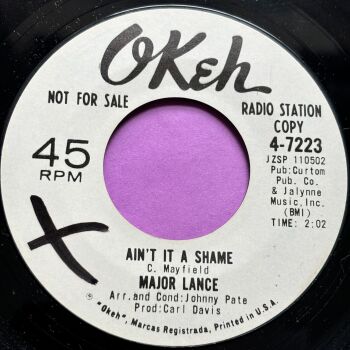 OKeh
NOT FOR SALE
RADIO STATION
COPY
45
RPM
4-7223
JZSP 110502
Pub: Curtom
Pub. Co.
& Jalynne
Music, Inc.
(BMI)
TIME: 2:02
X
AIN'T IT A SHAME
C. Mayfield
MAJOR LANCE
Arr. and Cond: Johnny Pate
Prod: Carl Davis
® "Okeh", Marcas Registrada, Printed in U.S.A.